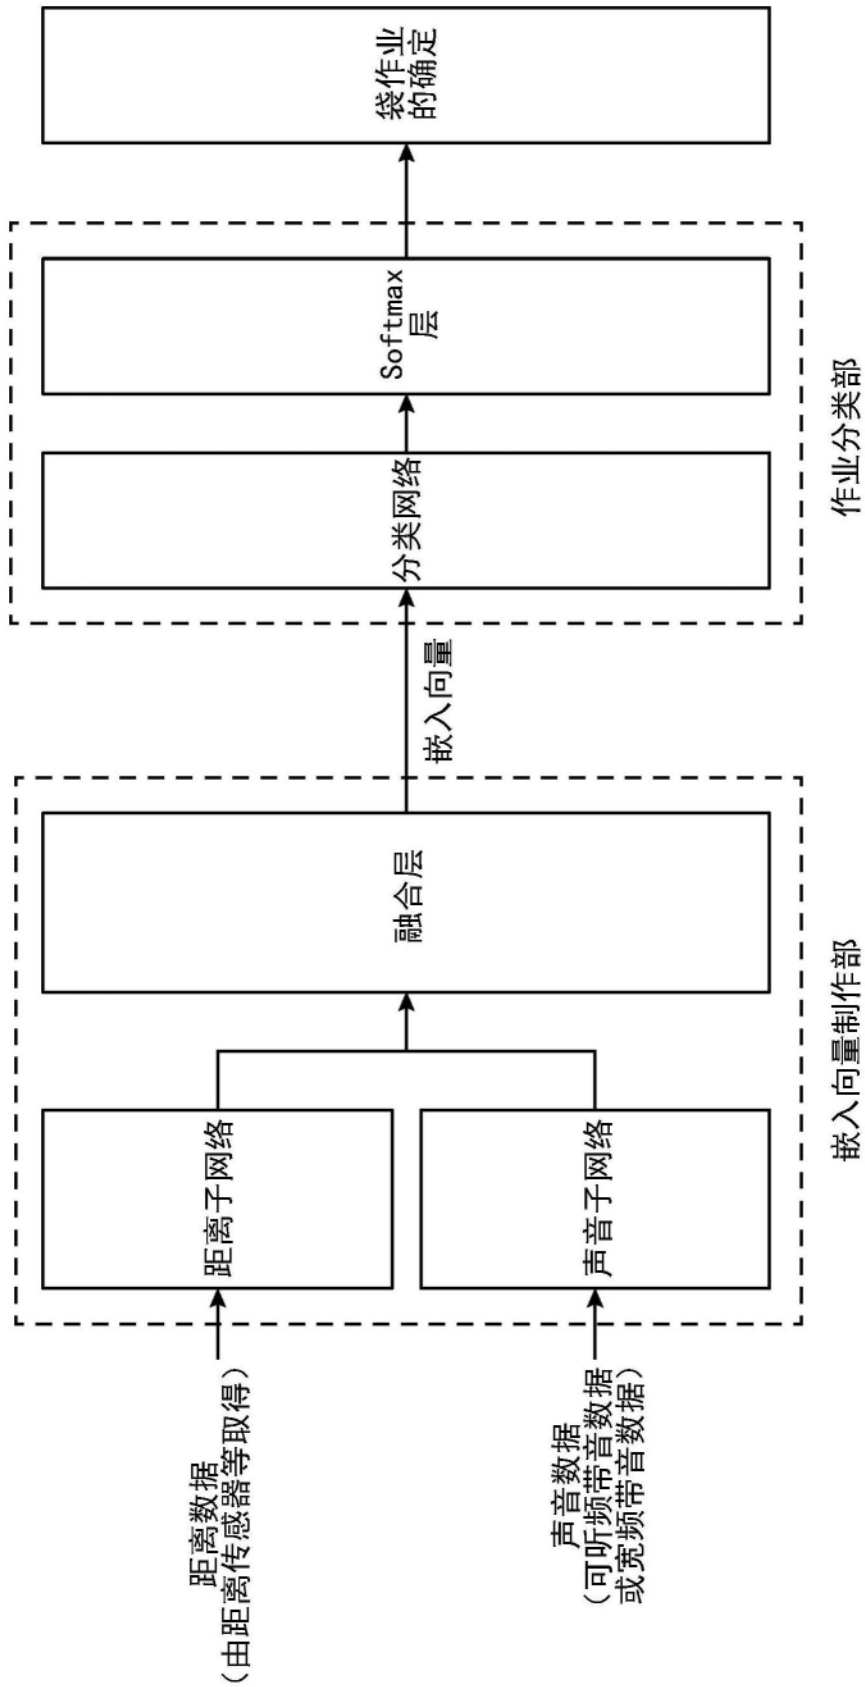 距离数据
（由距离传感器等取得）
声音数据
（可听频带音数据
或宽频带音数据）
距离子网络
声音子网络
融合层
嵌入向量制作部
嵌入向量
分类网络
Softmax
层
作业分类部
袋作业
的确定